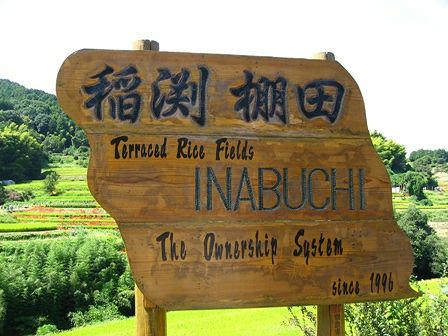 稲渕 棚田
Terraced Rice Fields
INABUCHI
The Ownership System
since 1996